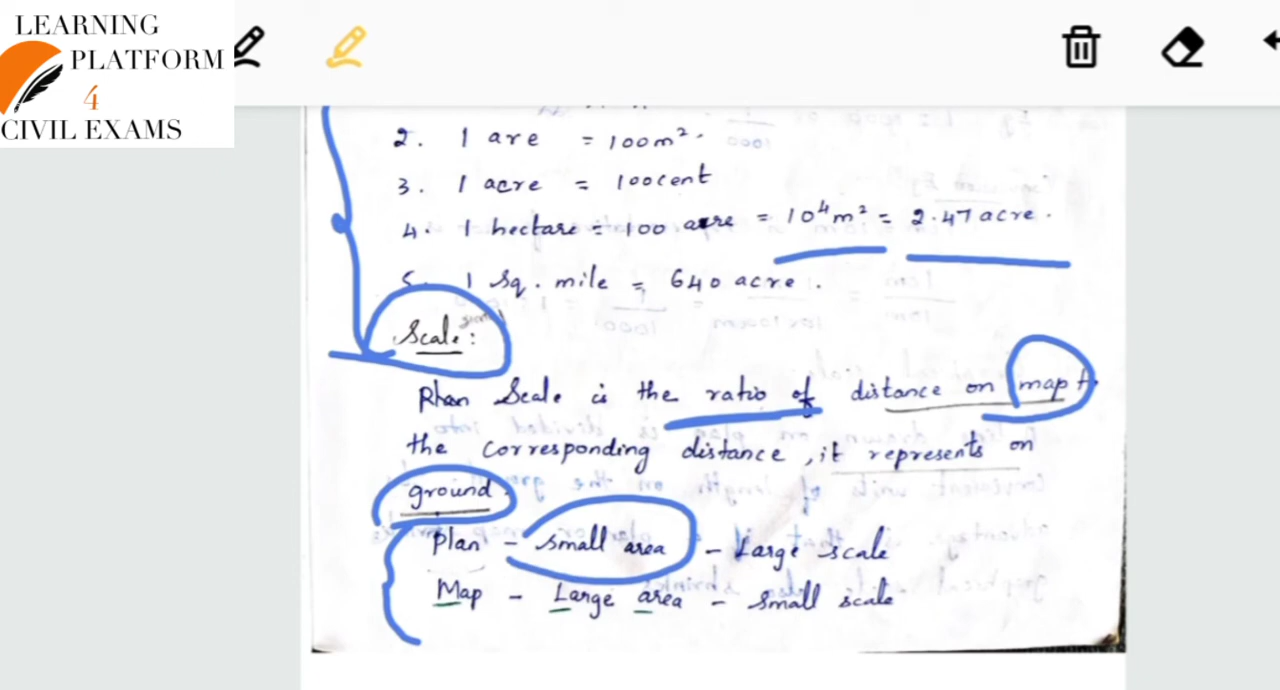 LEARNING
PLATFORM
4
CIVIL EXAMS
2. 1 are = 100m².
3. 1 acre = 100cent
4. 1 hectare = 100 are = 10⁴m² = 2.47 acre.
5. 1 Sq. mile = 640 acre.
Scale:
Scale is the ratio of distance on map to
the corresponding distance, it represents on
ground.
Plan - Small area - Large scale
Map - Large area - Small scale